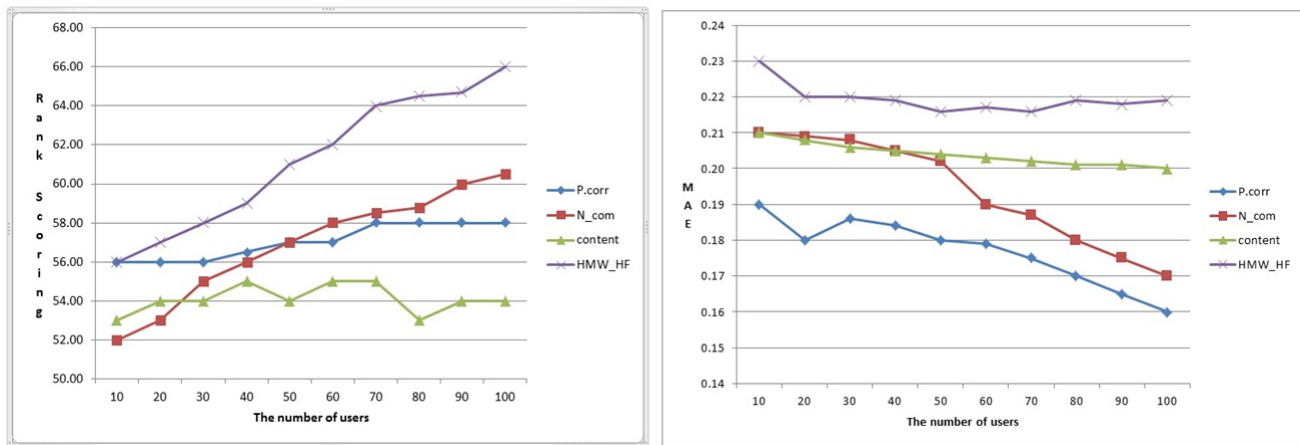 68.00
66.00
64.00
62.00
60.00
58.00
56.00
54.00
52.00
50.00
Rank Scoring
10 20 30 40 50 60 70 80 90 100
The number of users
P.corr
N_com
content
HMW_HF
0.24
0.23
0.22
0.21
0.20
0.19
0.18
0.17
0.16
0.15
0.14
MAE
10 20 30 40 50 60 70 80 90 100
The number of users
P.corr
N_com
content
HMW_HF